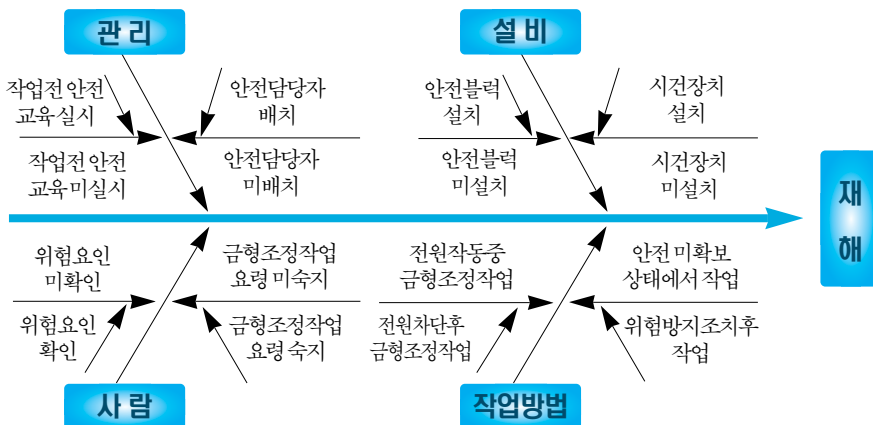 관 리
설 비
작업전 안전
교육 실시
안전담당자
배치
안전블럭
설치
시건장치
설치
작업전 안전
교육 미실시
안전담당자
미배치
안전블럭
미설치
시건장치
미설치
재
해
위험요인
미확인
금형조정작업
요령 미숙지
전원작동중
금형조정작업
안전 미확보
상태에서 작업
위험요인
확인
금형조정작업
요령 숙지
전원차단후
금형조정작업
위험방지조치후
작업
사 람
작업방법